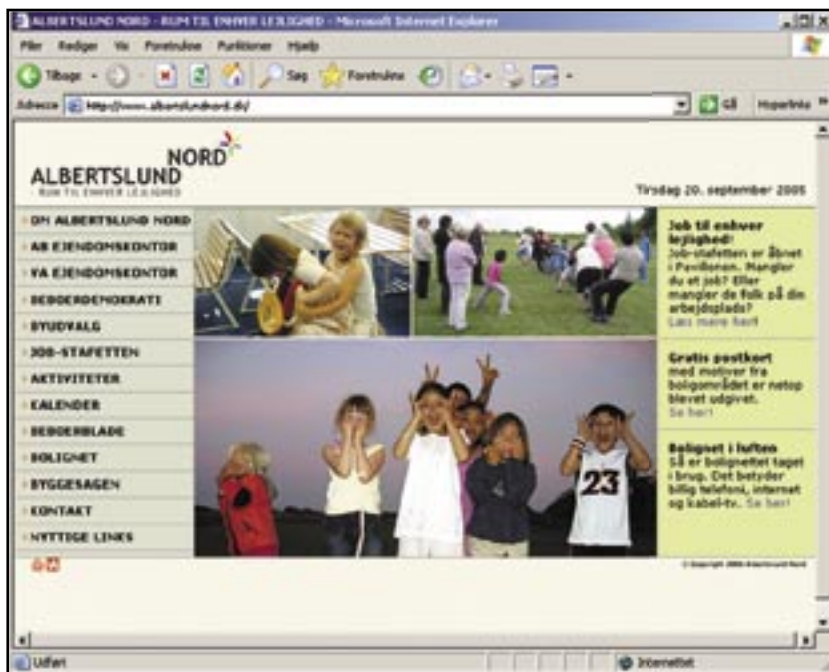 ALBERTSLUND NORD - RUM TIL ENHVER LEJLIGHED - Microsoft Internet Explorer
Filer Rediger Vis Foretrukne Funktioner Hjælp
Tilbage Søg Foretrukne
Adresse http://www.albertslundnord.dk/ Gå Hyperlinks
ALBERTSLUND NORD
- RUM TIL ENHVER LEJLIGHED
Tirsdag 20. september 2005
OM ALBERTSLUND NORD
AB EJENDOMSKONTOR
VA EJENDOMSKONTOR
BEBOERDEMOKRATI
BYUDVALG
JOB-STAFETTEN
AKTIVITETER
KALENDER
BEBOERBLADE
BOLIGNET
BYGGESAGEN
KONTAKT
NYTTIGE LINKS
23
Job til enhver
lejlighed!
Job-stafetten er åbnet
i Pavillonen. Mangler
du et job? Eller
mangler de folk på din
arbejdsplads?
Læs mere her!
Gratis postkort
med motiver fra
boligområdet er netop
blevet udgivet.
Se her!
Bolignet i luften
Så er bolignettet taget
i brug. Det betyder
billig telefoni, internet
og kabel-tv. Se her!
© Copyright 2005 Albertslund Nord
Udført Internettet